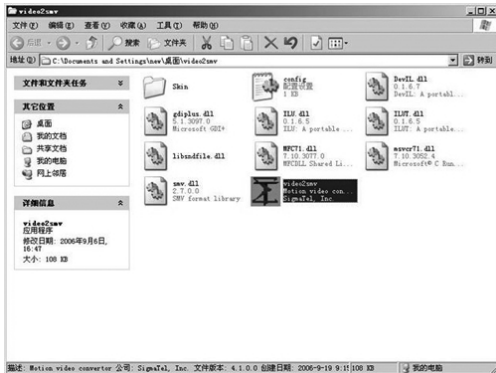 video2smv
文件(F) 编辑(E) 查看(V) 收藏(A) 工具(T) 帮助(H)
后退 搜索 文件夹
地址(D) C:\Documents and Settings\new\桌面\video2smv 转到
文件和文件夹任务
其它位置
桌面
我的文档
共享文档
我的电脑
网上邻居
详细信息
video2smv
应用程序
修改日期: 2006年9月6日,
16:47
大小: 108 KB
Skin
config
配置设置
1 KB
DevIL.dll
0.1.6.7
DevIL: A portabl...
gdiplus.dll
5.1.3097.0
Microsoft GDI+
ILU.dll
0.1.6.5
ILU: A portable ...
ILUT.dll
0.1.6.5
ILUT: A portable...
libsndfile.dll
MFC71.dll
7.10.3077.0
MFCDLL Shared Li...
msvcr71.dll
7.10.3052.4
Microsoft® C Run...
smv.dll
2.7.0.0
SMV format library
video2smv
Motion video con...
SigmaTel, Inc.
描述: Motion video convertor 公司: SigmaTel, Inc. 文件版本: 4.1.0.0 创建日期: 2006-9-19 9:15 108 KB 我的电脑